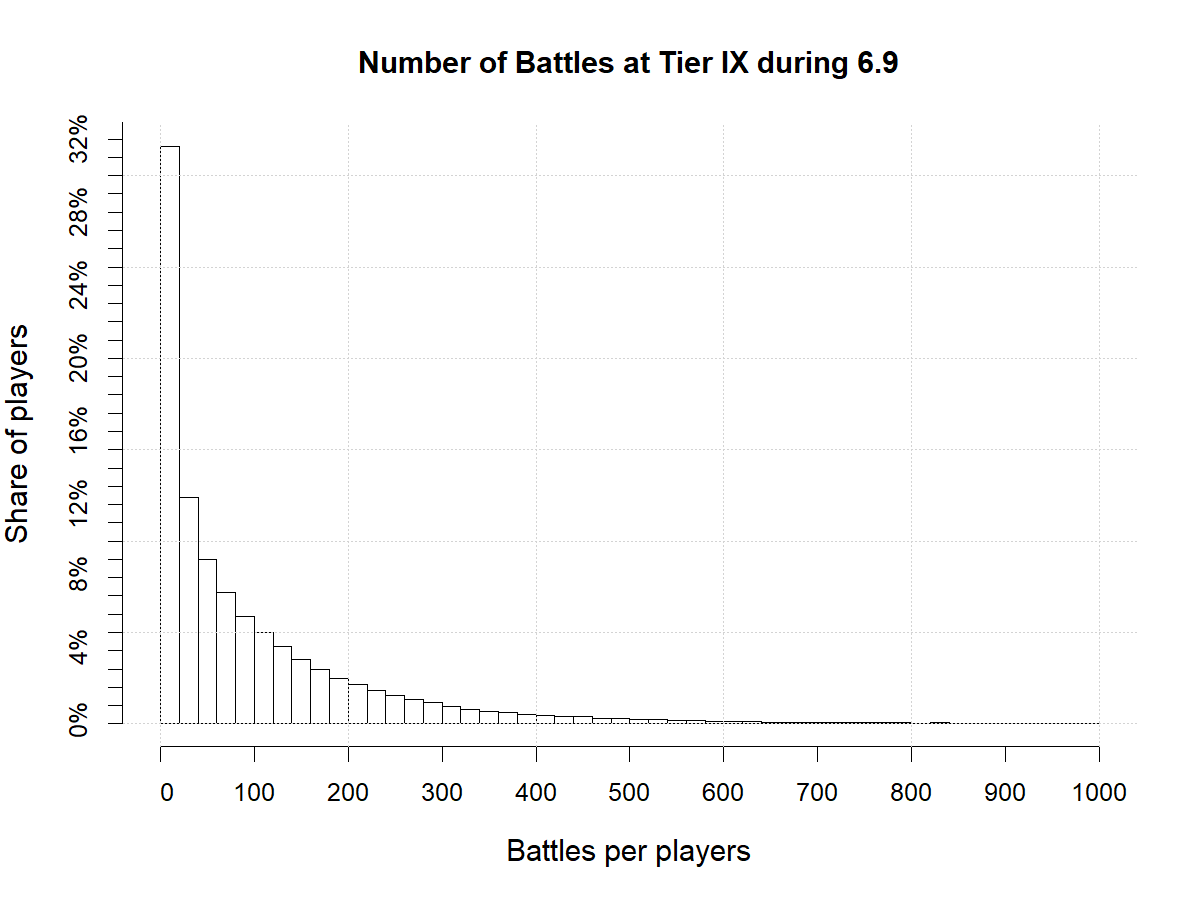 Number of Battles at Tier IX during 6.9
Share of players
32%
28%
24%
20%
16%
12%
8%
4%
0%
0 100 200 300 400 500 600 700 800 900 1000
Battles per players